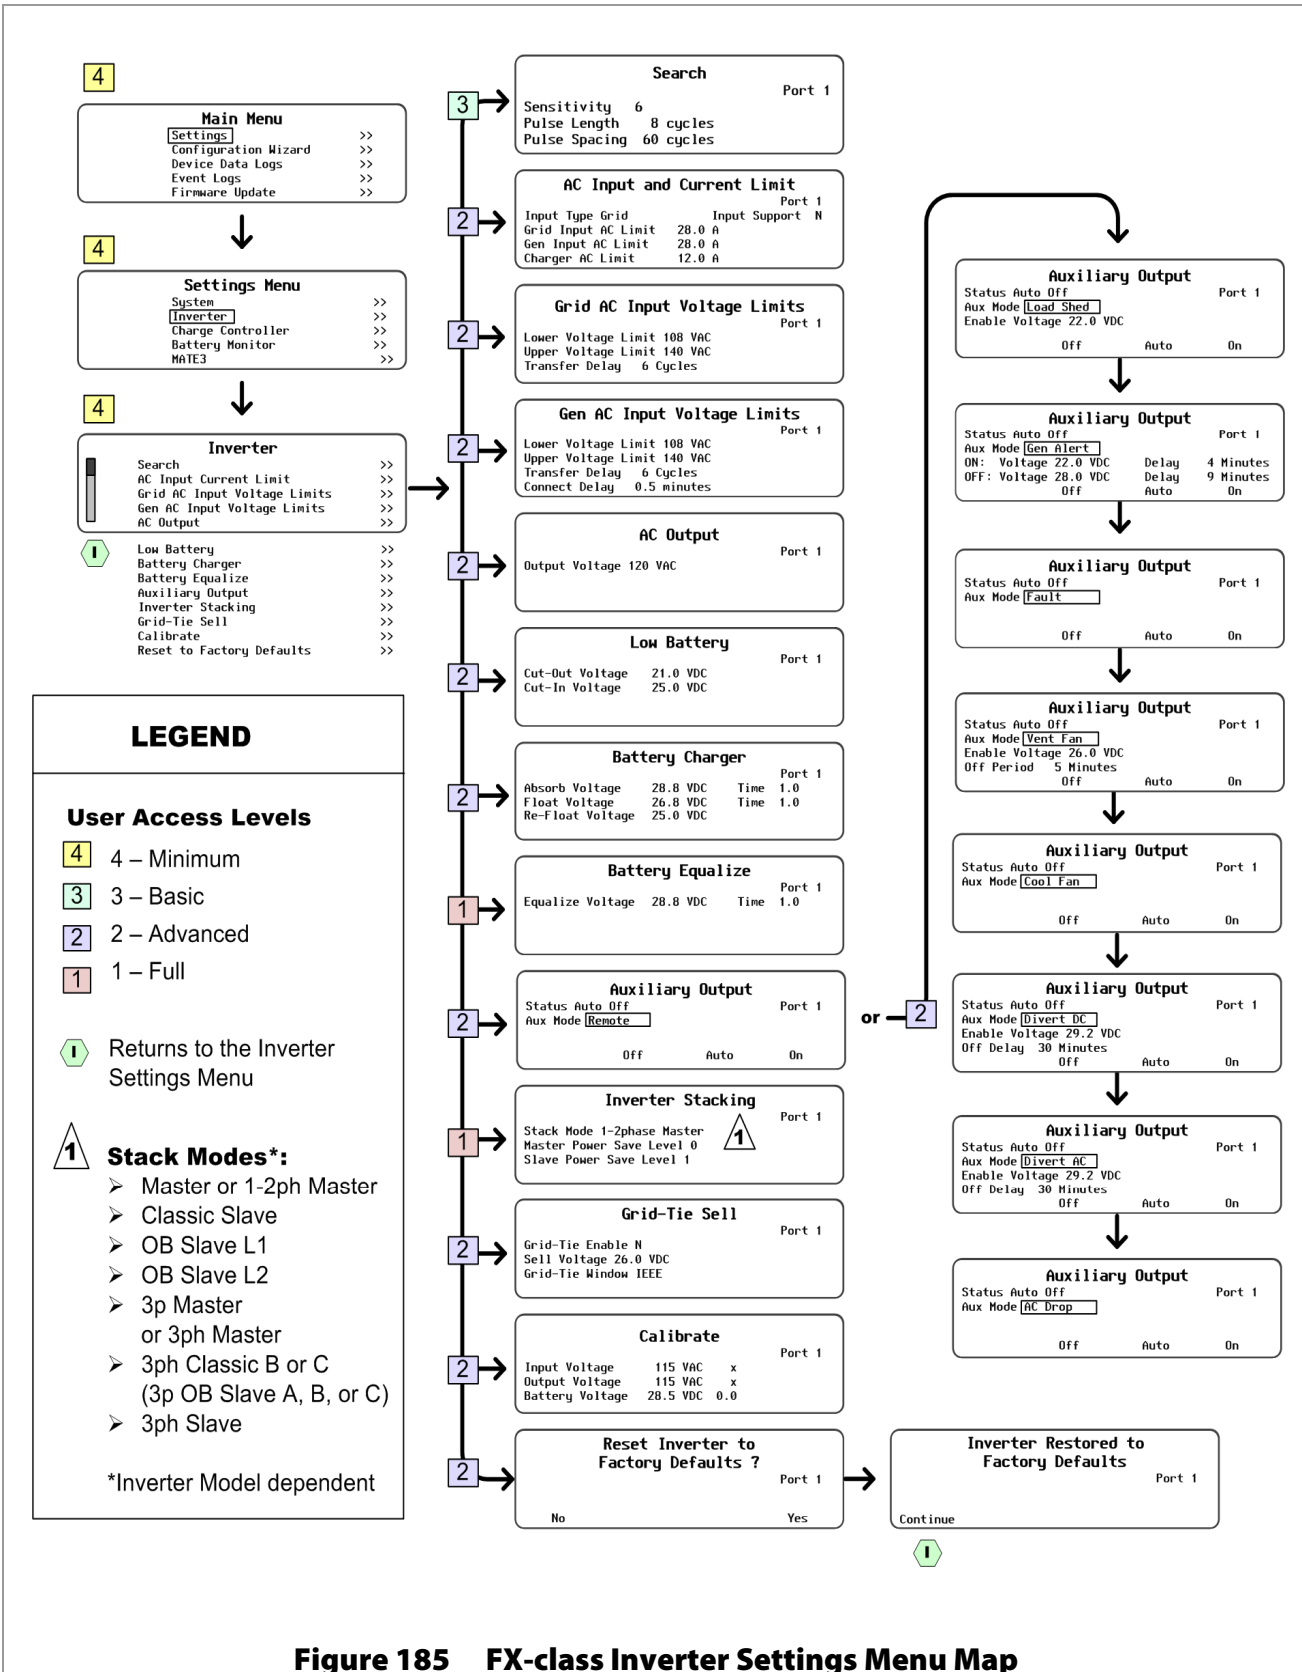 4
Main Menu
Settings >>
Configuration Wizard >>
Device Data Logs >>
Event Logs >>
Firmware Update >>
4
Settings Menu
System >>
Inverter >>
Charge Controller >>
Battery Monitor >>
MATE3 >>
4
Inverter
Search >>
AC Input Current Limit >>
Grid AC Input Voltage Limits >>
Gen AC Input Voltage Limits >>
AC Output >>
I
Low Battery >>
Battery Charger >>
Battery Equalize >>
Auxiliary Output >>
Inverter Stacking >>
Grid-Tie Sell >>
Calibrate >>
Reset to Factory Defaults >>
LEGEND
User Access Levels
4 4 – Minimum
3 3 – Basic
2 2 – Advanced
1 1 – Full
I Returns to the Inverter
Settings Menu
1 Stack Modes*:
➢ Master or 1-2ph Master
➢ Classic Slave
➢ OB Slave L1
➢ OB Slave L2
➢ 3p Master
or 3ph Master
➢ 3ph Classic B or C
(3p OB Slave A, B, or C)
➢ 3ph Slave
*Inverter Model dependent
3
Search
Port 1
Sensitivity 6
Pulse Length 8 cycles
Pulse Spacing 60 cycles
2
AC Input and Current Limit
Port 1
Input Type Grid Input Support N
Grid Input AC Limit 28.0 A
Gen Input AC Limit 28.0 A
Charger AC Limit 12.0 A
2
Grid AC Input Voltage Limits
Port 1
Lower Voltage Limit 108 VAC
Upper Voltage Limit 140 VAC
Transfer Delay 6 Cycles
2
Gen AC Input Voltage Limits
Port 1
Lower Voltage Limit 108 VAC
Upper Voltage Limit 140 VAC
Transfer Delay 6 Cycles
Connect Delay 0.5 minutes
2
AC Output
Port 1
Output Voltage 120 VAC
2
Low Battery
Port 1
Cut-Out Voltage 21.0 VDC
Cut-In Voltage 25.0 VDC
2
Battery Charger
Port 1
Absorb Voltage 28.8 VDC Time 1.0
Float Voltage 26.8 VDC Time 1.0
Re-Float Voltage 25.0 VDC
1
Battery Equalize
Port 1
Equalize Voltage 28.8 VDC Time 1.0
2
Auxiliary Output
Status Auto Off Port 1
Aux Mode Remote
Off Auto On
or 2
1
Inverter Stacking
Port 1
Stack Mode 1-2phase Master
Master Power Save Level 0
Slave Power Save Level 1
1
2
Grid-Tie Sell
Port 1
Grid-Tie Enable N
Sell Voltage 26.0 VDC
Grid-Tie Window IEEE
2
Calibrate
Port 1
Input Voltage 115 VAC x
Output Voltage 115 VAC x
Battery Voltage 28.5 VDC 0.0
2
Reset Inverter to
Factory Defaults ?
Port 1
No Yes
Inverter Restored to
Factory Defaults
Port 1
Continue
I
Auxiliary Output
Status Auto Off Port 1
Aux Mode Load Shed
Enable Voltage 22.0 VDC
Off Auto On
Auxiliary Output
Status Auto Off Port 1
Aux Mode Gen Alert
ON: Voltage 22.0 VDC Delay 4 Minutes
OFF: Voltage 28.0 VDC Delay 9 Minutes
Off Auto On
Auxiliary Output
Status Auto Off Port 1
Aux Mode Fault
Off Auto On
Auxiliary Output
Status Auto Off Port 1
Aux Mode Vent Fan
Enable Voltage 26.0 VDC
Off Period 5 Minutes
Off Auto On
Auxiliary Output
Status Auto Off Port 1
Aux Mode Cool Fan
Off Auto On
Auxiliary Output
Status Auto Off Port 1
Aux Mode Divert DC
Enable Voltage 29.2 VDC
Off Delay 30 Minutes
Off Auto On
Auxiliary Output
Status Auto Off Port 1
Aux Mode Divert AC
Enable Voltage 29.2 VDC
Off Delay 30 Minutes
Off Auto On
Auxiliary Output
Status Auto Off Port 1
Aux Mode AC Drop
Off Auto On
Figure 185 FX-class Inverter Settings Menu Map